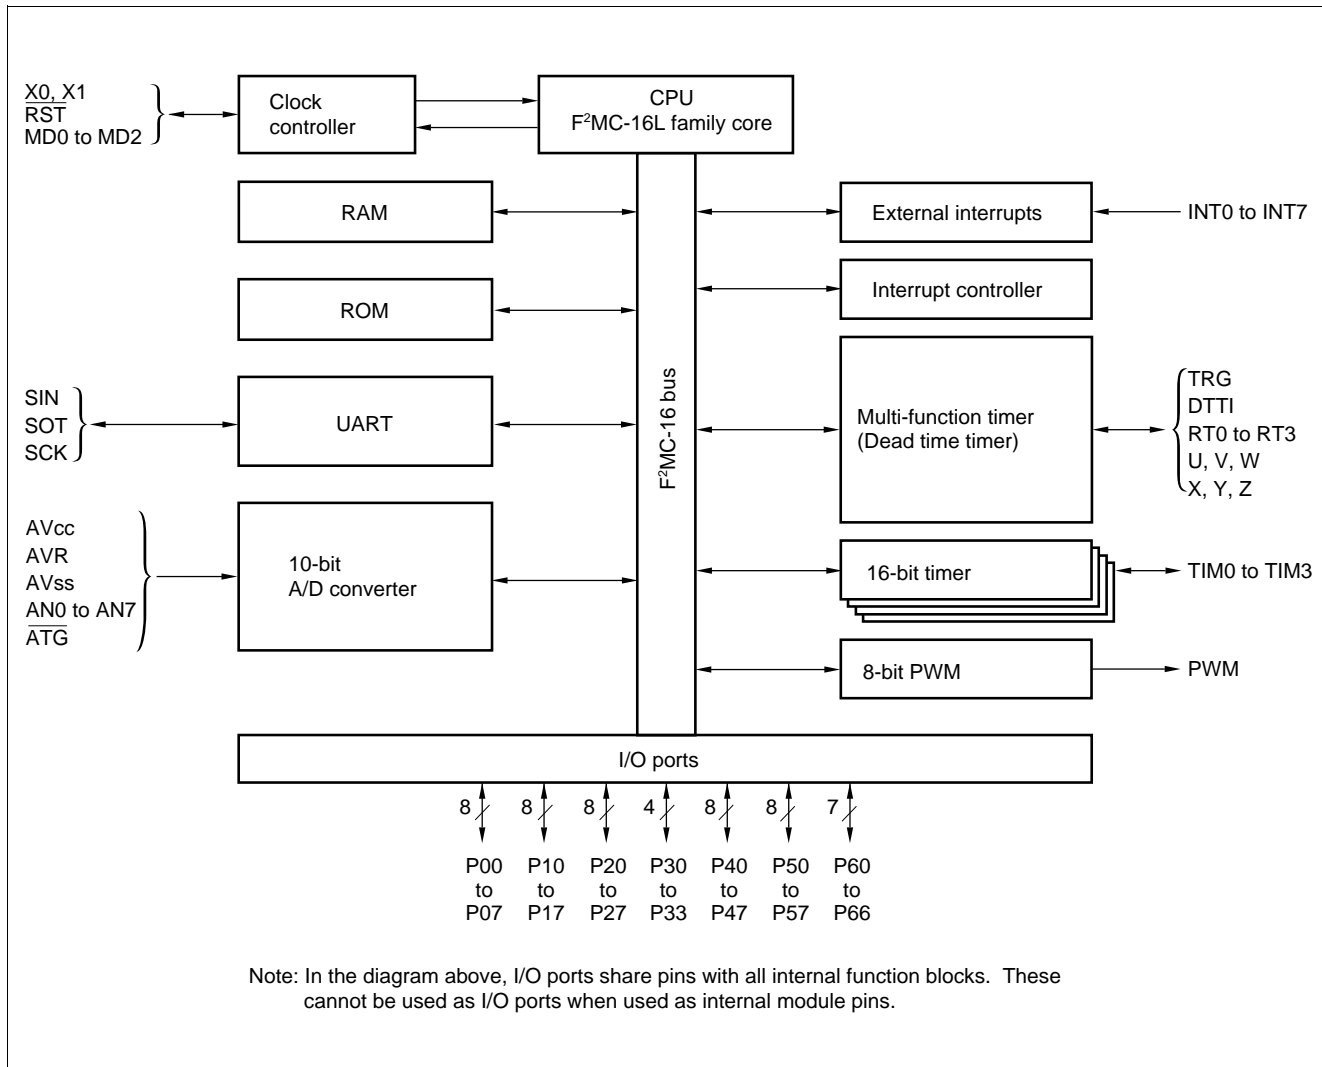 X0, X1
RST
MD0 to MD2
Clock
controller
CPU
F²MC-16L family core
RAM
External interrupts
INT0 to INT7
ROM
Interrupt controller
F²MC-16 bus
SIN
SOT
SCK
UART
Multi-function timer
(Dead time timer)
TRG
DTTI
RT0 to RT3
U, V, W
X, Y, Z
AVcc
AVR
AVss
AN0 to AN7
ATG
10-bit
A/D converter
16-bit timer
TIM0 to TIM3
8-bit PWM
PWM
I/O ports
8 8 8 4 8 8 7
P00 P10 P20 P30 P40 P50 P60
to to to to to to to
P07 P17 P27 P33 P47 P57 P66
Note: In the diagram above, I/O ports share pins with all internal function blocks. These
cannot be used as I/O ports when used as internal module pins.